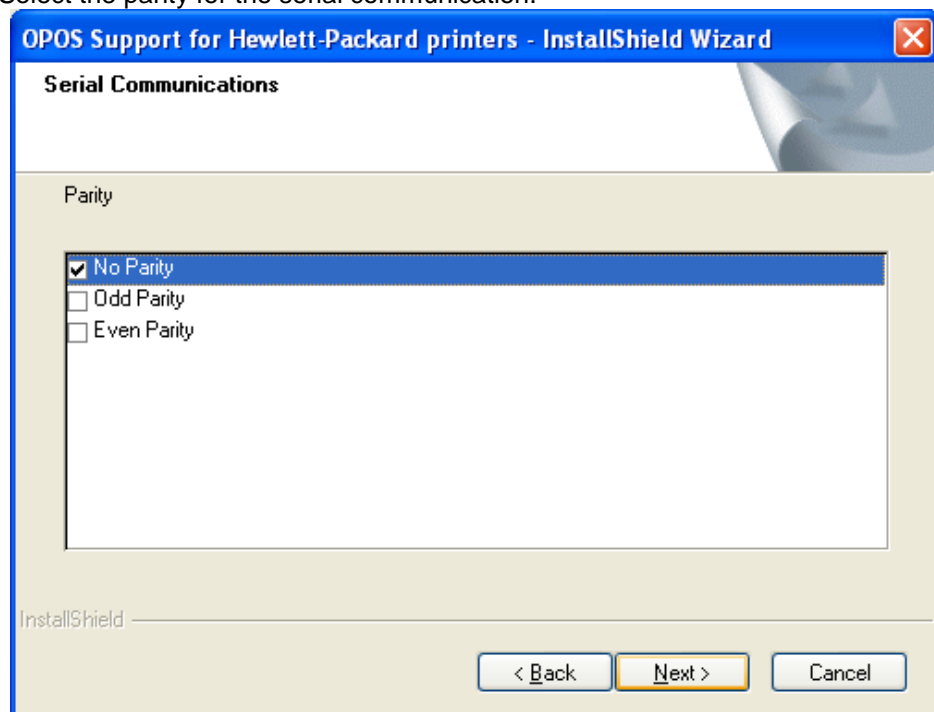 Select the parity for the serial communication.
OPOS Support for Hewlett-Packard printers - InstallShield Wizard
Serial Communications
Parity
No Parity
Odd Parity
Even Parity
InstallShield
< Back Next > Cancel